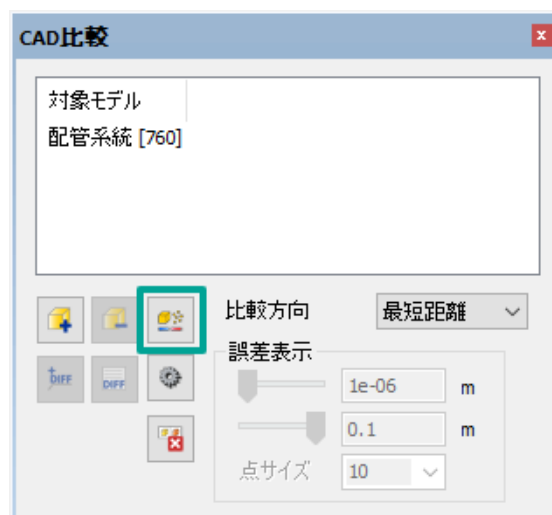 CAD比較
対象モデル
配管系統 [760]
比較方向 最短距離
誤差表示
1e-06 m
DIFF DIFF
0.1 m
点サイズ 10